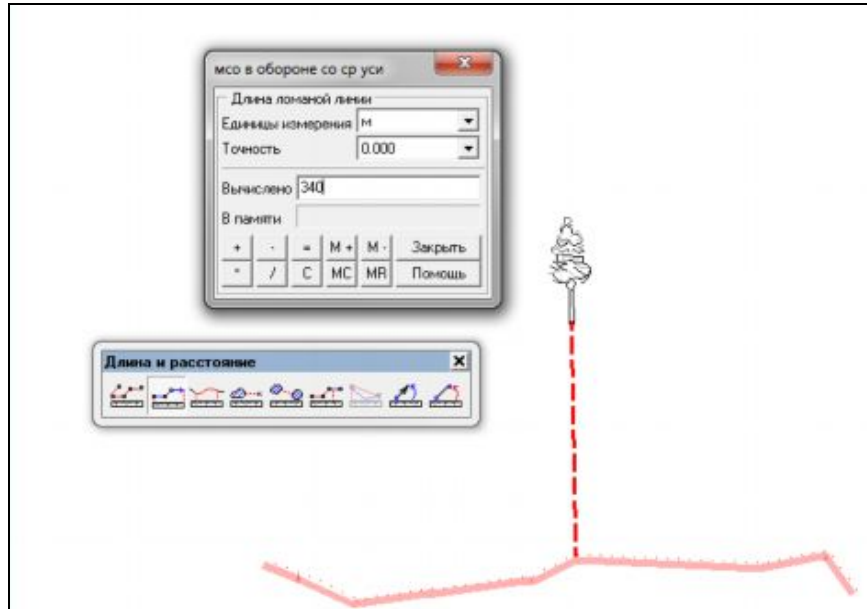 мсо в обороне со ср уси
Длина ломаной линии
Единицы измерения м
Точность 0.000
Вычислено 340
В памяти
+ - = M + M - Закрыть
* / C MC MR Помощь
Длина и расстояние